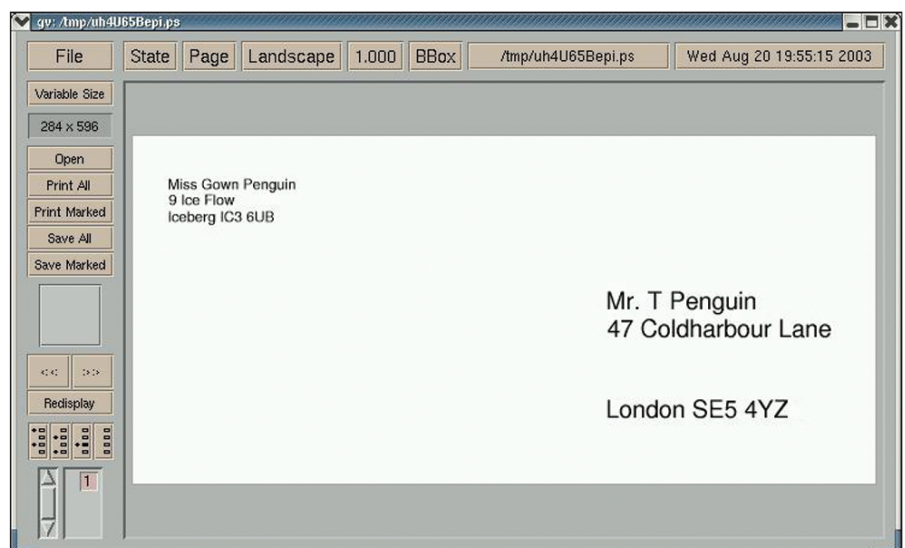 gv: /tmp/uh4U65Bepi.ps
File State Page Landscape 1.000 BBox /tmp/uh4U65Bepi.ps Wed Aug 20 19:55:15 2003
Variable Size
284 x 596
Open
Print All
Print Marked
Save All
Save Marked
<< >>
Redisplay
1
Miss Gown Penguin
9 Ice Flow
Iceberg IC3 6UB
Mr. T Penguin
47 Coldharbour Lane
London SE5 4YZ